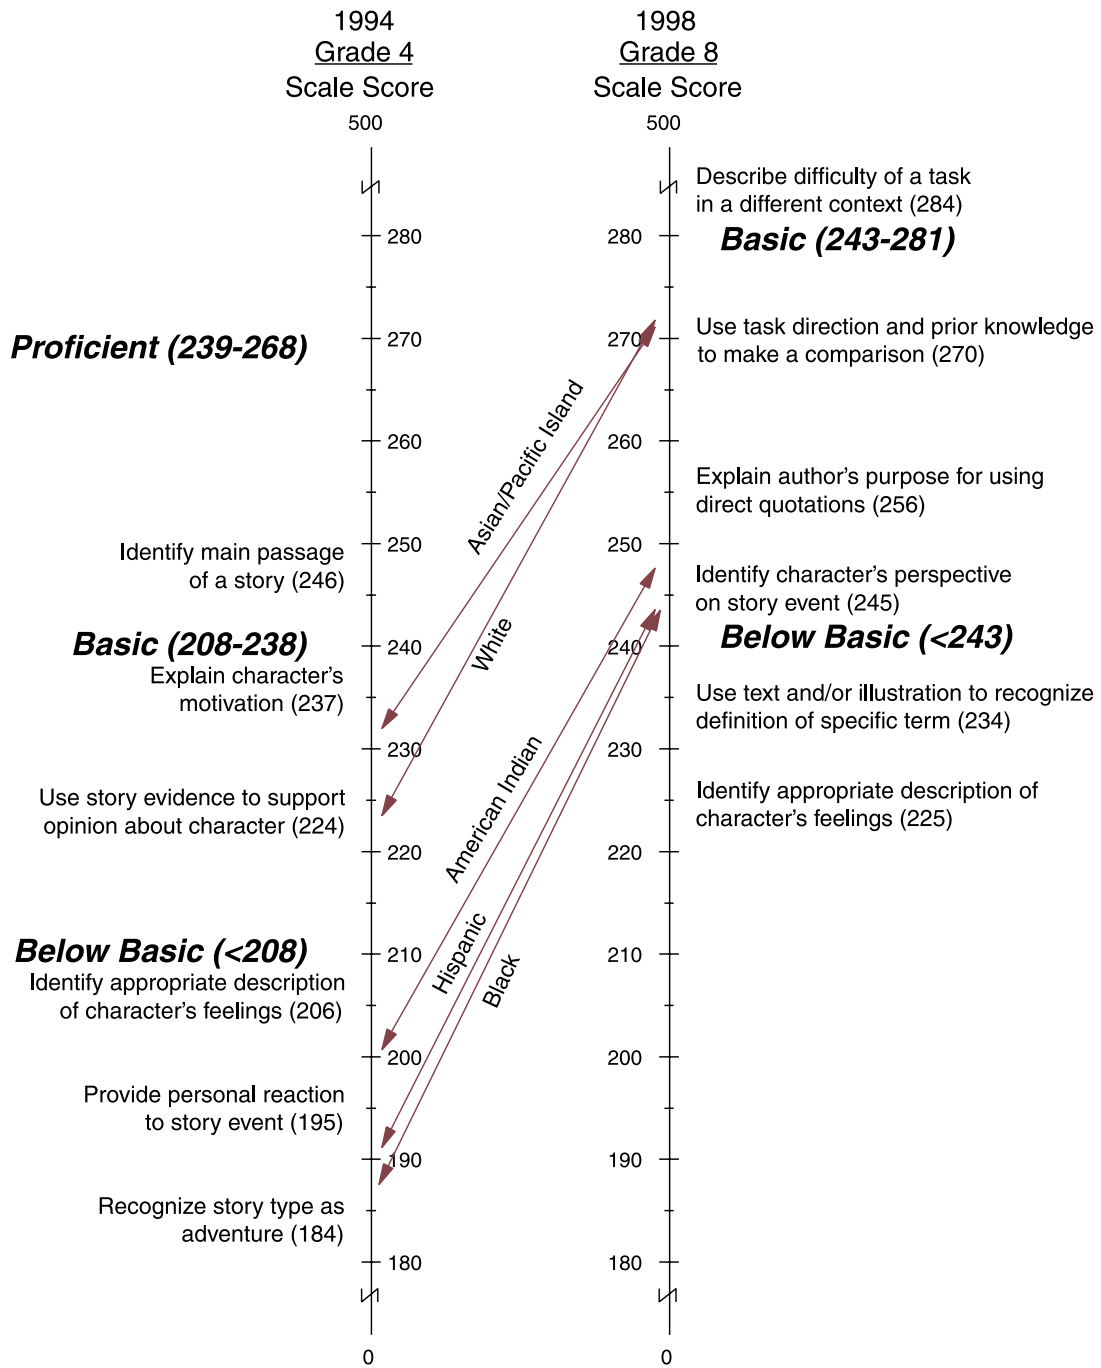 1994
Grade 4
Scale Score
500
280
270
260
250
240
230
220
210
200
190
180
0
Proficient (239-268)
Identify main passage
of a story (246)
Basic (208-238)
Explain character's
motivation (237)
Use story evidence to support
opinion about character (224)
Below Basic (<208)
Identify appropriate description
of character's feelings (206)
Provide personal reaction
to story event (195)
Recognize story type as
adventure (184)
Asian/Pacific Island
White
American Indian
Hispanic
Black
1998
Grade 8
Scale Score
500
280
270
260
250
240
230
220
210
200
190
180
0
Describe difficulty of a task
in a different context (284)
Basic (243-281)
Use task direction and prior knowledge
to make a comparison (270)
Explain author's purpose for using
direct quotations (256)
Identify character's perspective
on story event (245)
Below Basic (<243)
Use text and/or illustration to recognize
definition of specific term (234)
Identify appropriate description of
character's feelings (225)